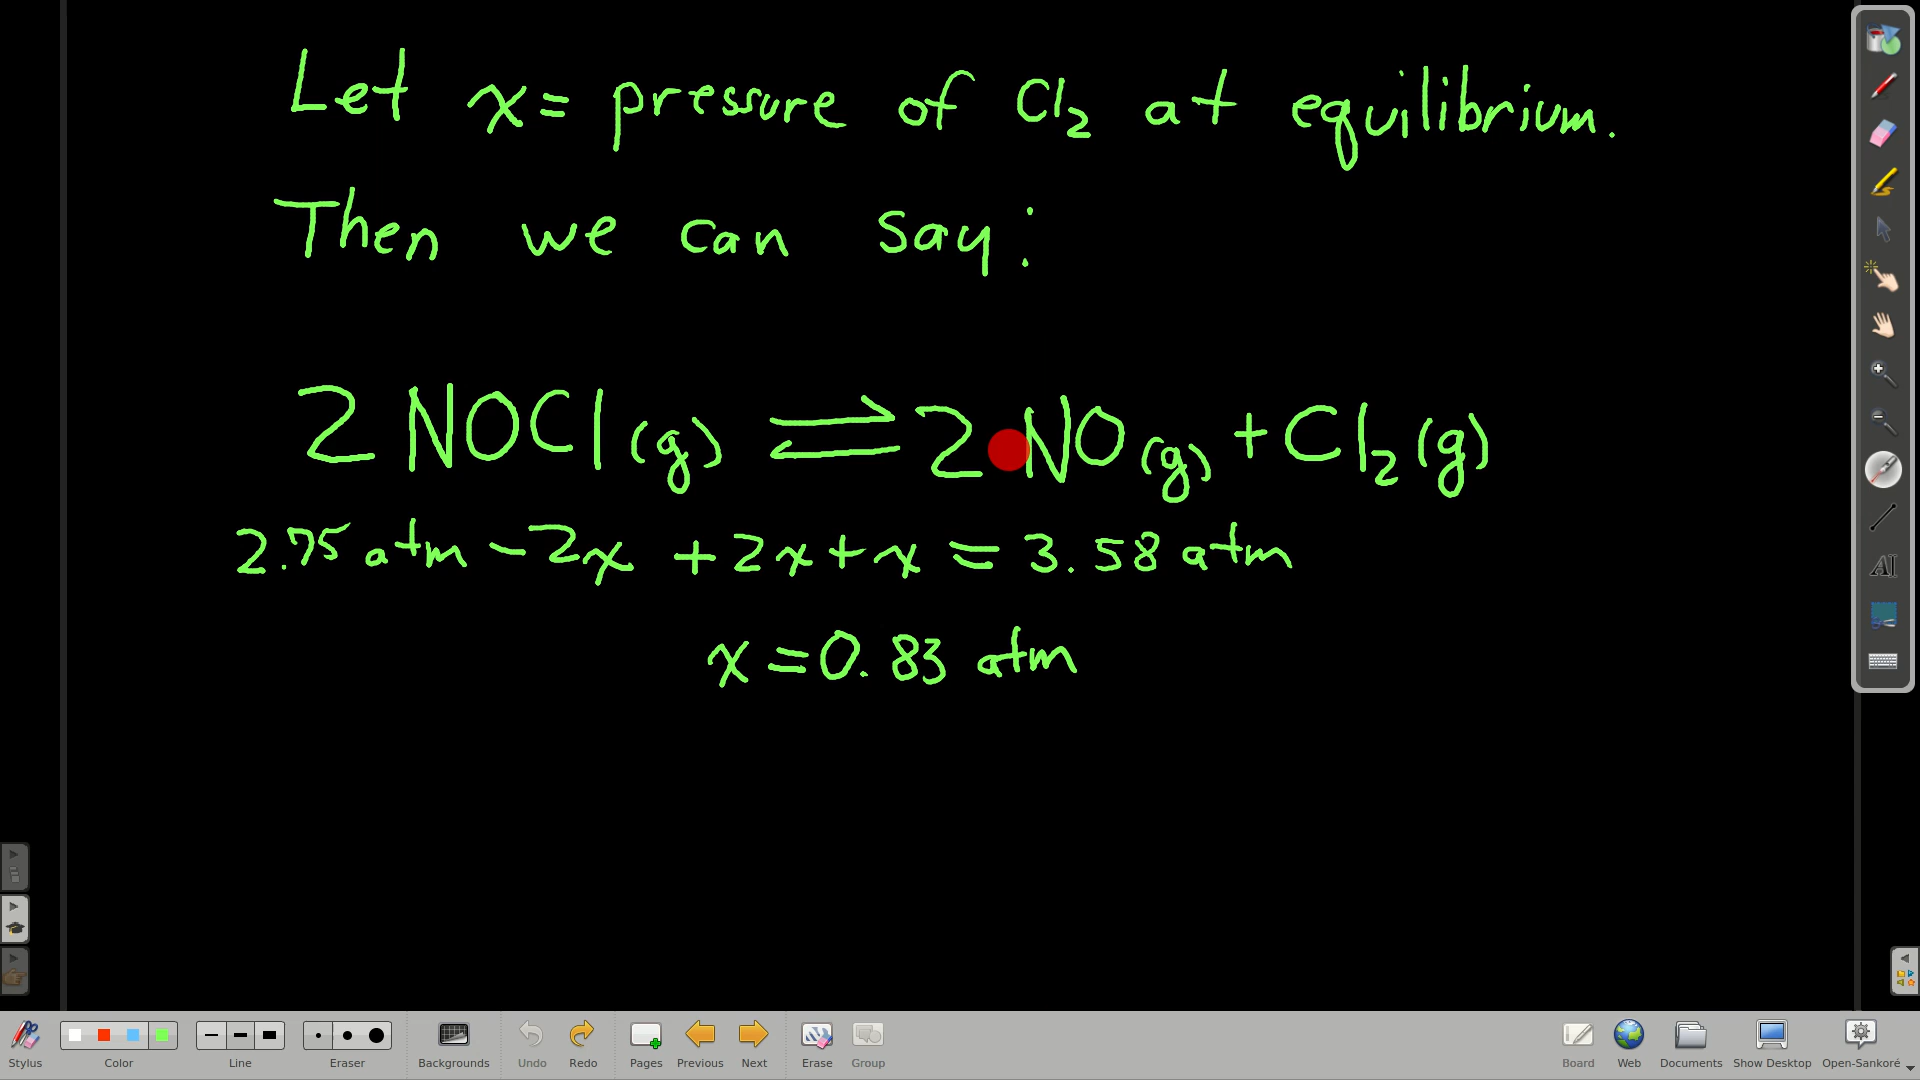 Let x = pressure of Cl₂ at equilibrium.
Then we can say:
2 NOCl(g) ⇌ 2 NO(g) + Cl₂(g)
2.75 atm - 2x + 2x + x = 3.58 atm
x = 0.83 atm
AI
Stylus Color Line Eraser Backgrounds Undo Redo Pages Previous Next Erase Group Board Web Documents Show Desktop Open-Sankoré